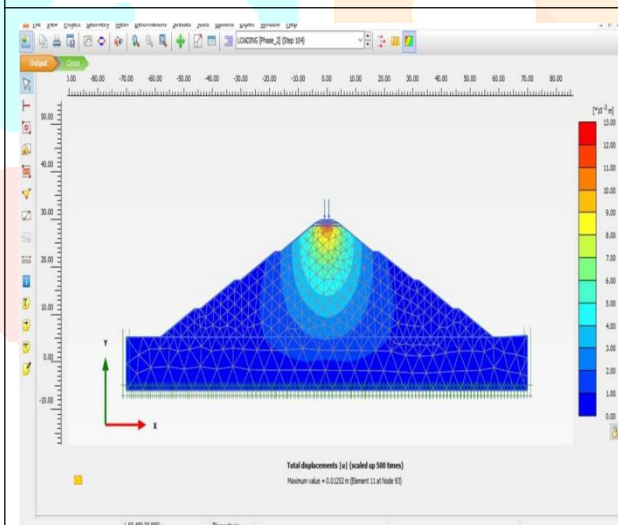 LOADING [Phase_2] (Step 104)
Output Close
-80.00 -70.00 -60.00 -50.00 -40.00 -30.00 -20.00 -10.00 0.00 10.00 20.00 30.00 40.00 50.00 60.00 70.00 80.00
[*10⁻³ m]
50.00
40.00
30.00
20.00
10.00
0.00
-10.00
13.00
12.00
11.00
10.00
9.00
8.00
7.00
6.00
5.00
4.00
3.00
2.00
1.00
0.00
Y
X
Total displacements |u| (scaled up 500 times)
Maximum value = 0.01252 m (Element 11 at Node 93)